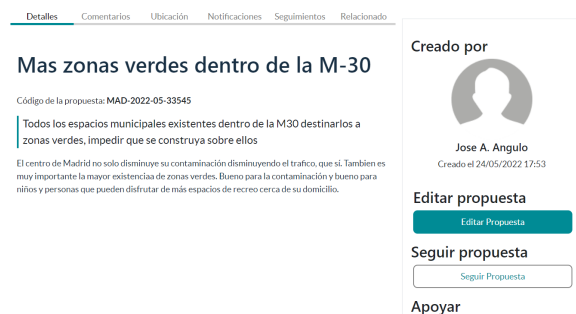 Detalles Comentarios Ubicación Notificaciones Seguimientos Relacionado
Mas zonas verdes dentro de la M-30
Código de la propuesta: MAD-2022-05-33545
Todos los espacios municipales existentes dentro de la M30 destinarlos a
zonas verdes, impedir que se construya sobre ellos
El centro de Madrid no solo disminuye su contaminación disminuyendo el trafico, que si. Tambien es
muy importante la mayor existenciaa de zonas verdes. Bueno para la contaminación y bueno para
niños y personas que pueden disfrutar de más espacios de recreo cerca de su domicilio.
Creado por
Jose A. Angulo
Creado el 24/05/2022 17:53
Editar propuesta
Editar Propuesta
Seguir propuesta
Seguir Propuesta
Apoyar